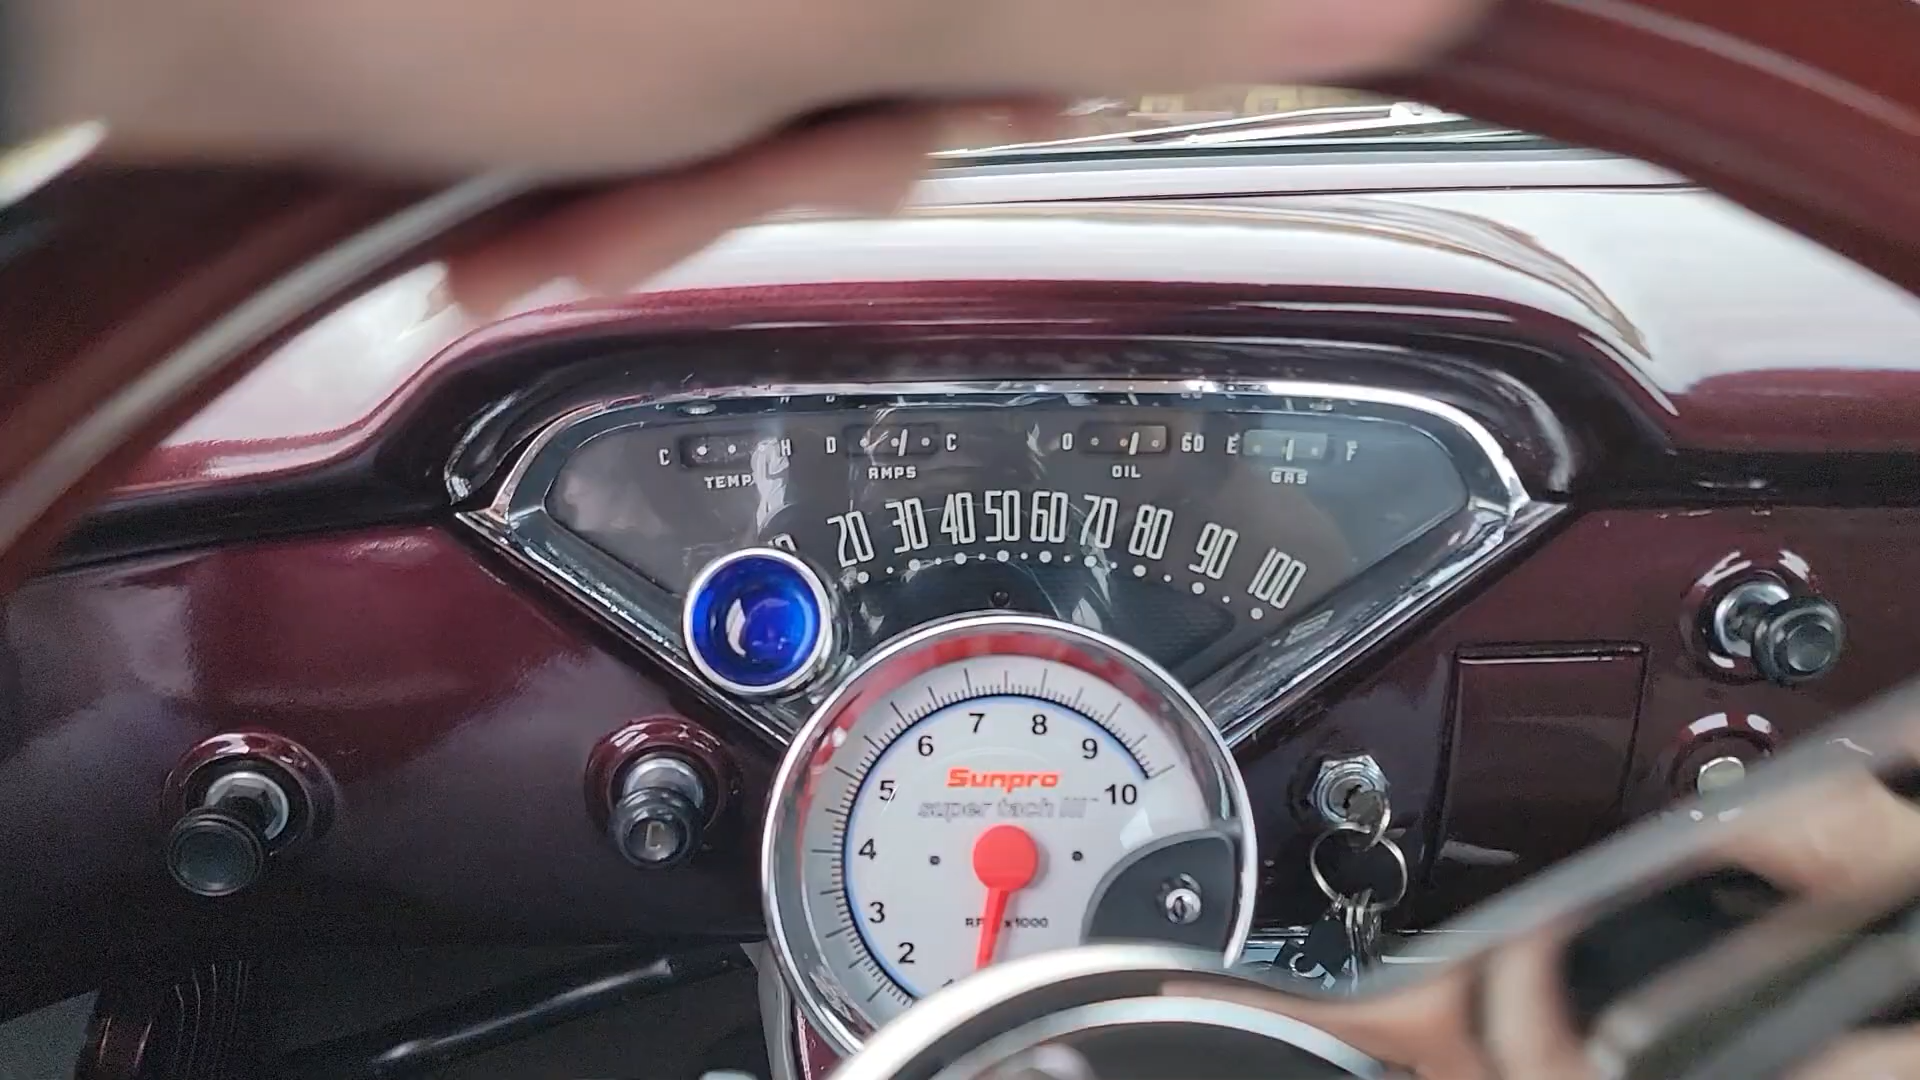 C H D C O 60 E F
TEMP AMPS OIL GAS
20 30 40 50 60 70 80 90 100
7 8
6 9
5 Sunpro 10
super tach III
4
3 x1000
2